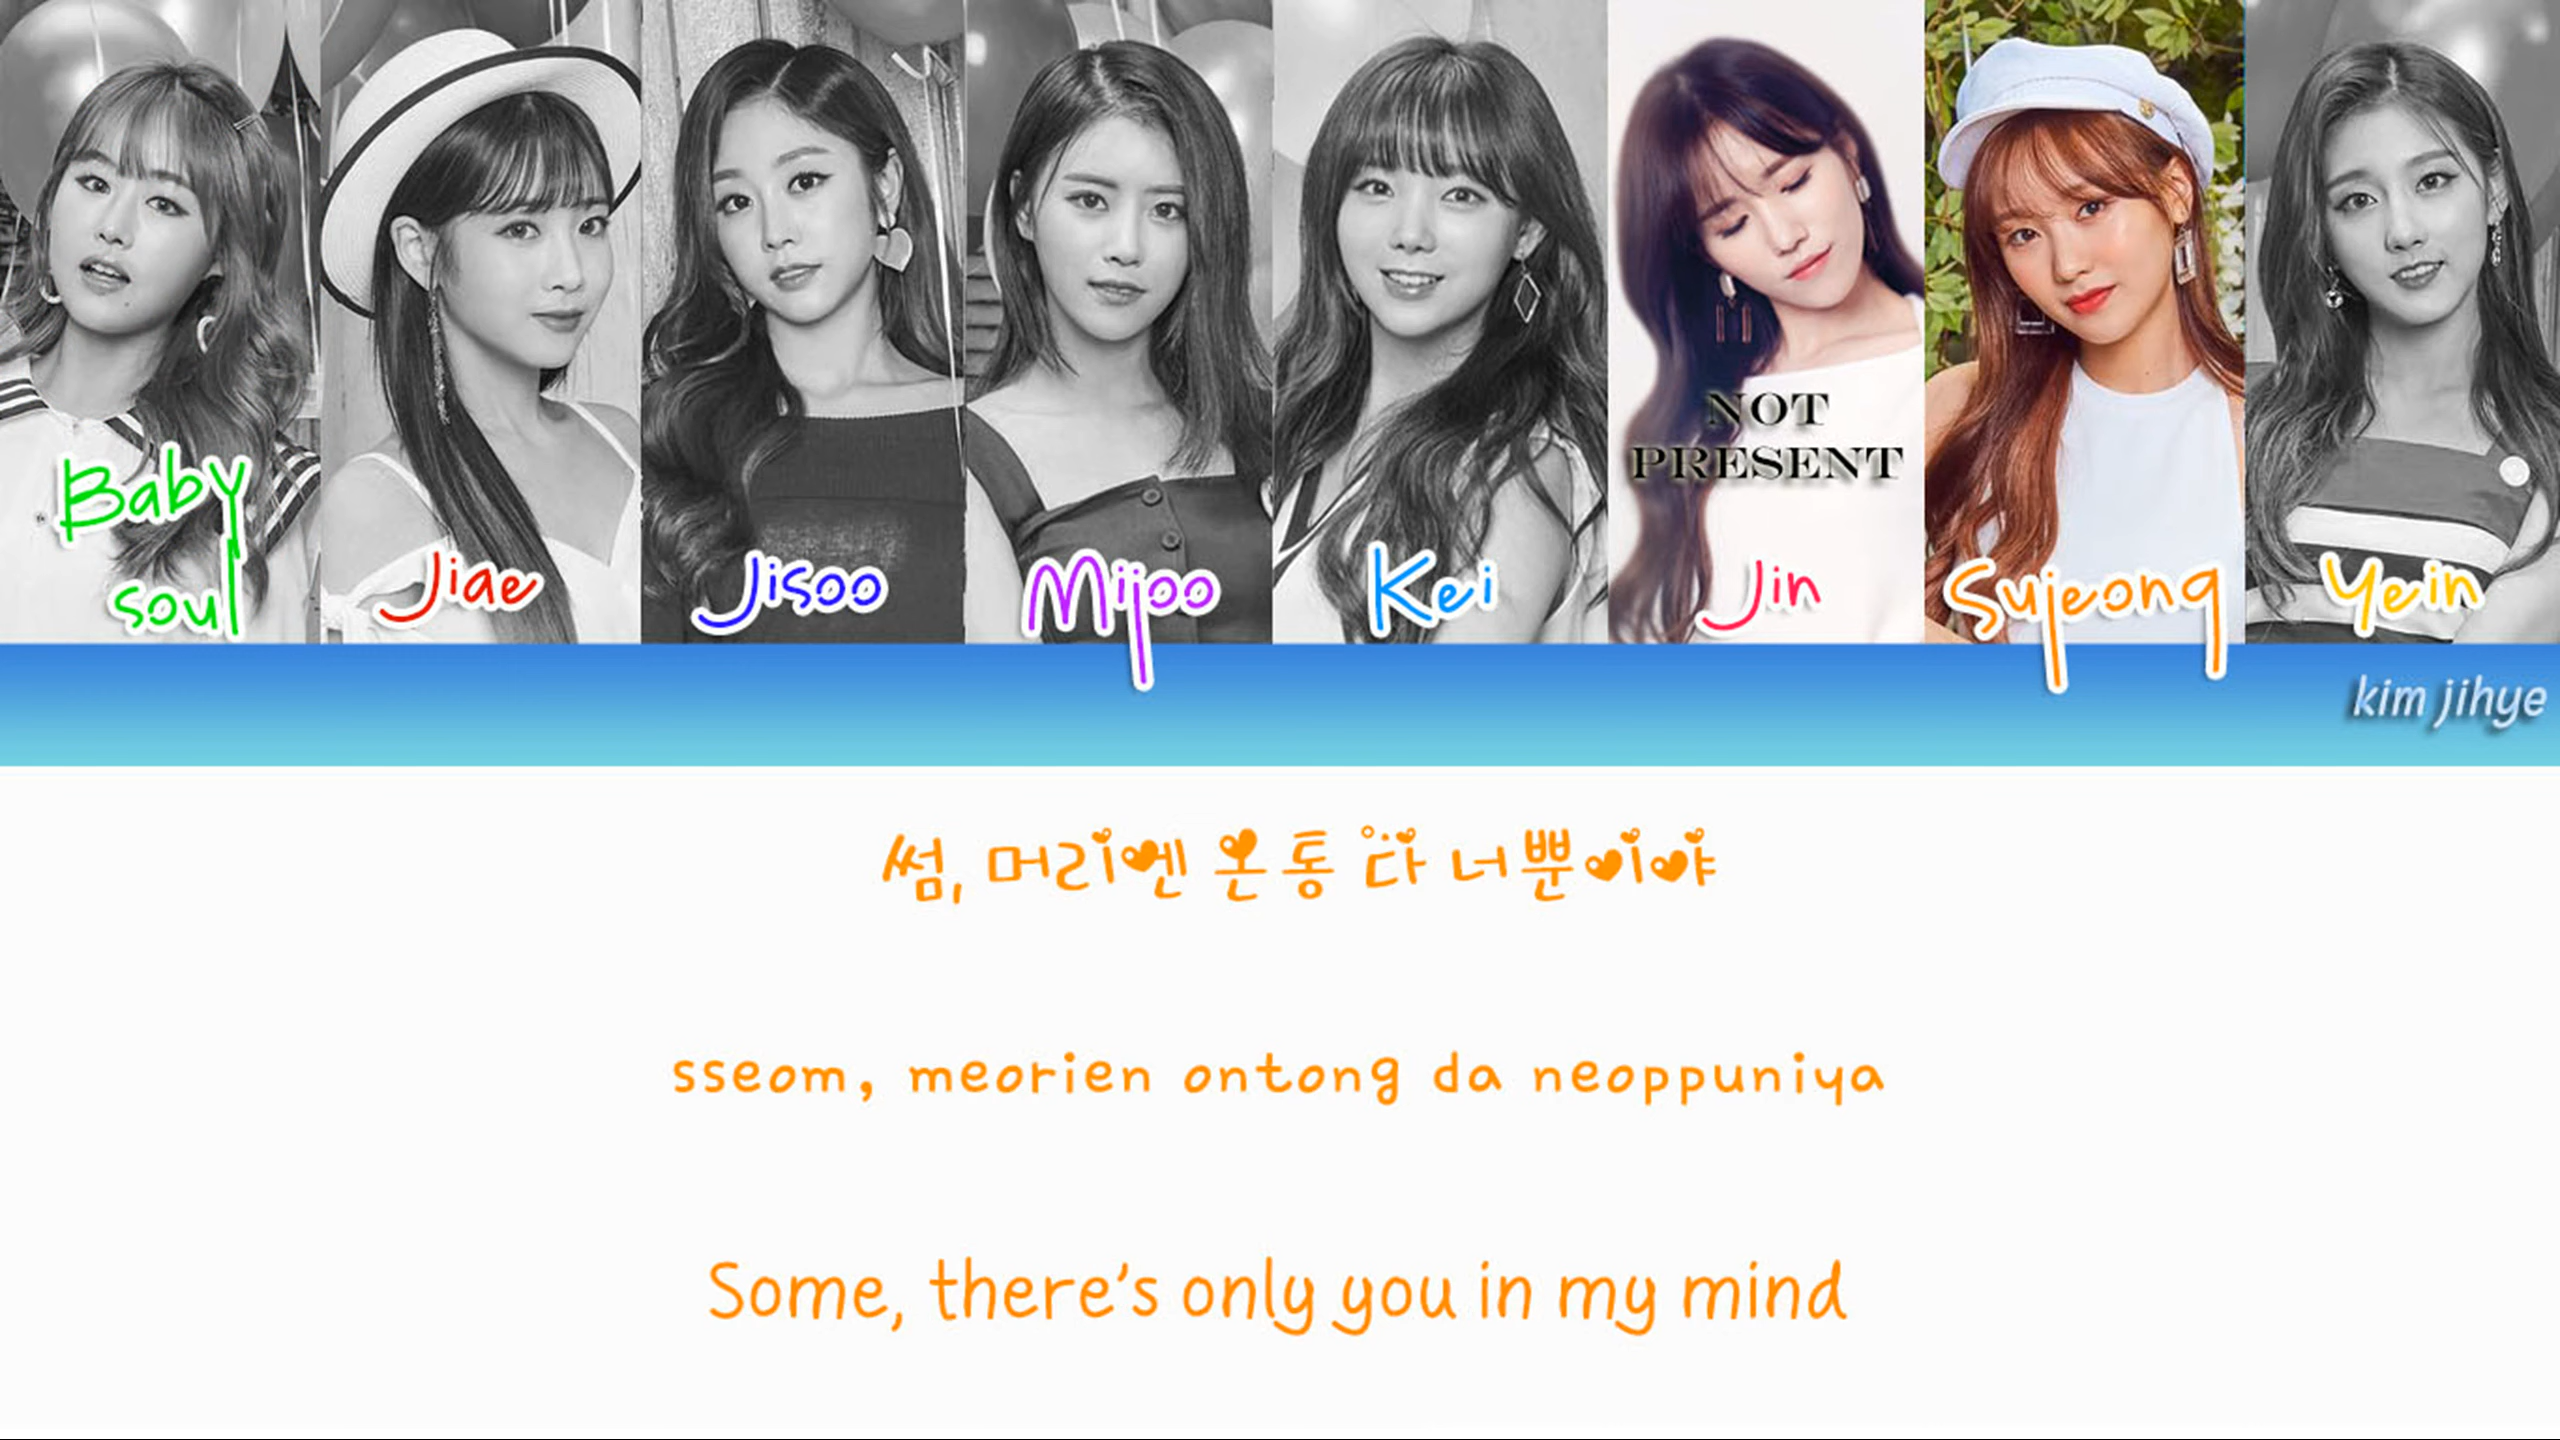 Baby
soul
Jiae
Jisoo
Mijoo
Kei
NOT
PRESENT
Jin
Sujeong
Yein
kim jihye
썸, 머리엔 온통 다 너뿐이야
sseom, meorien ontong da neoppuniya
Some, there's only you in my mind